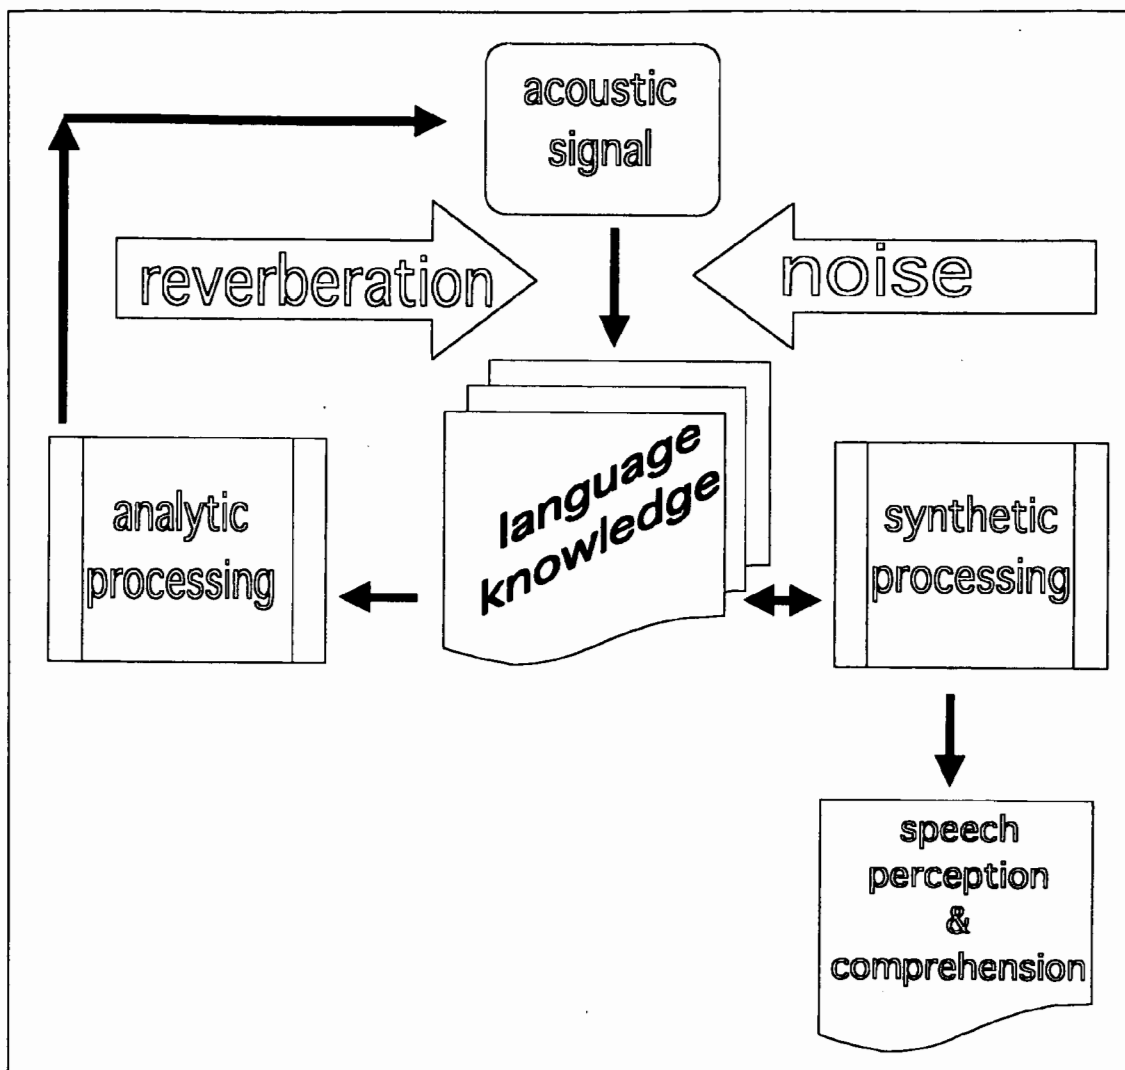 acoustic
signal
reverberation
noise
language
knowledge
analytic
processing
synthetic
processing
speech
perception
&
comprehension